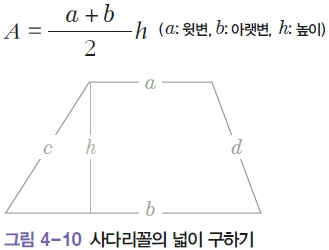 A = a + b / 2 h (a: 윗변, b: 아랫변, h: 높이)
a
c h d
b
그림 4-10 사다리꼴의 넓이 구하기